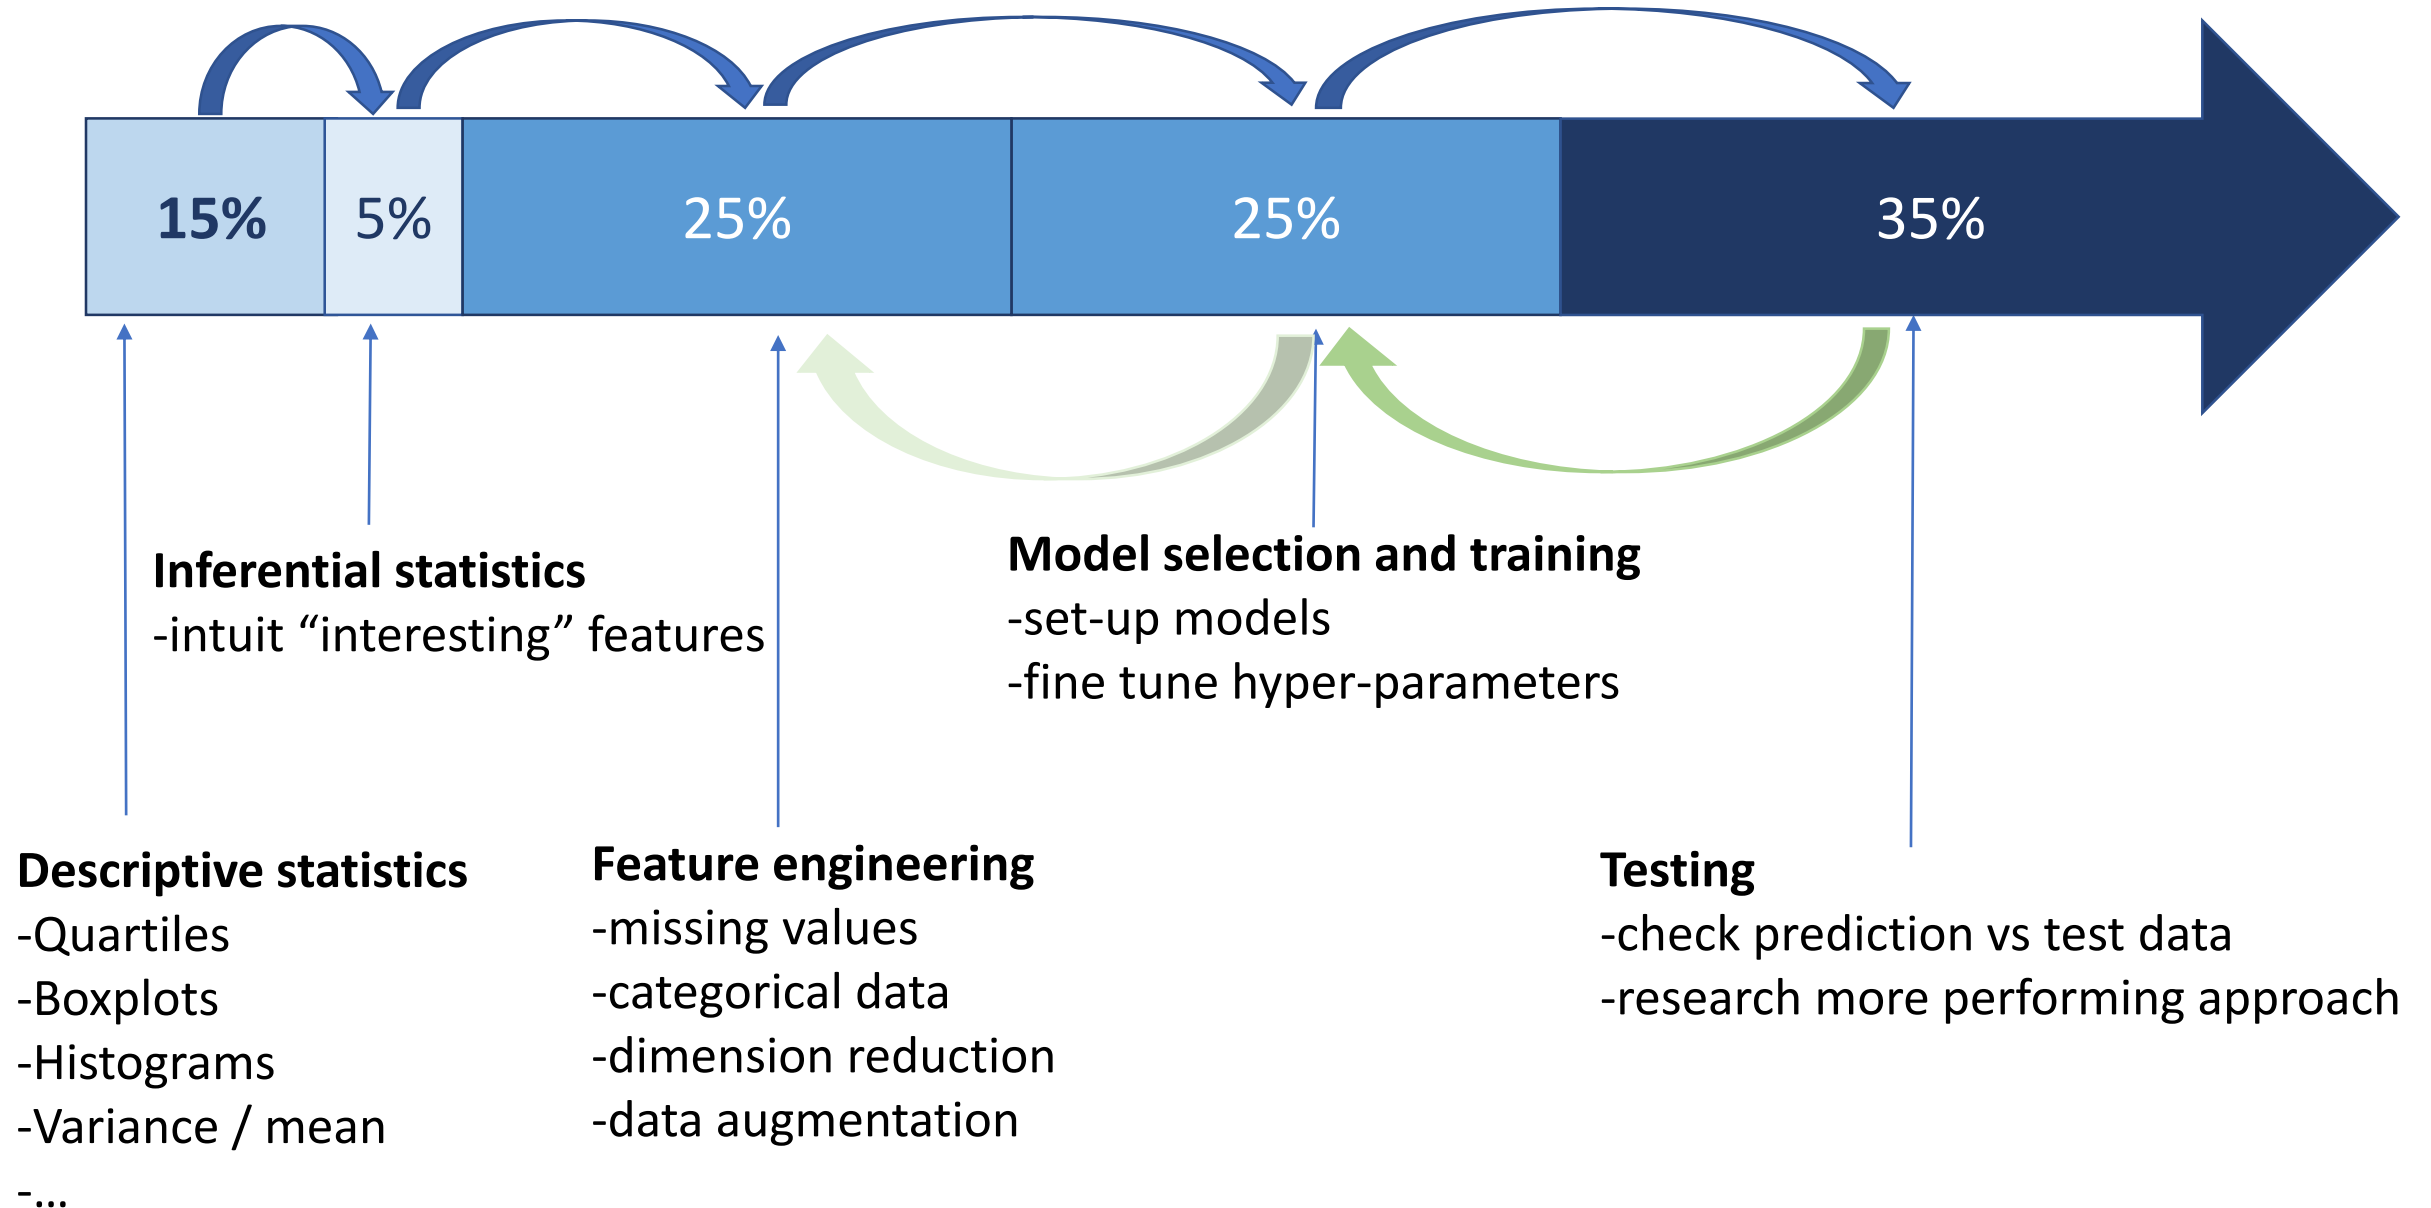 15%
5%
25%
25%
35%
Inferential statistics
-intuit “interesting” features
Model selection and training
-set-up models
-fine tune hyper-parameters
Descriptive statistics
-Quartiles
-Boxplots
-Histograms
-Variance / mean
-...
Feature engineering
-missing values
-categorical data
-dimension reduction
-data augmentation
Testing
-check prediction vs test data
-research more performing approach